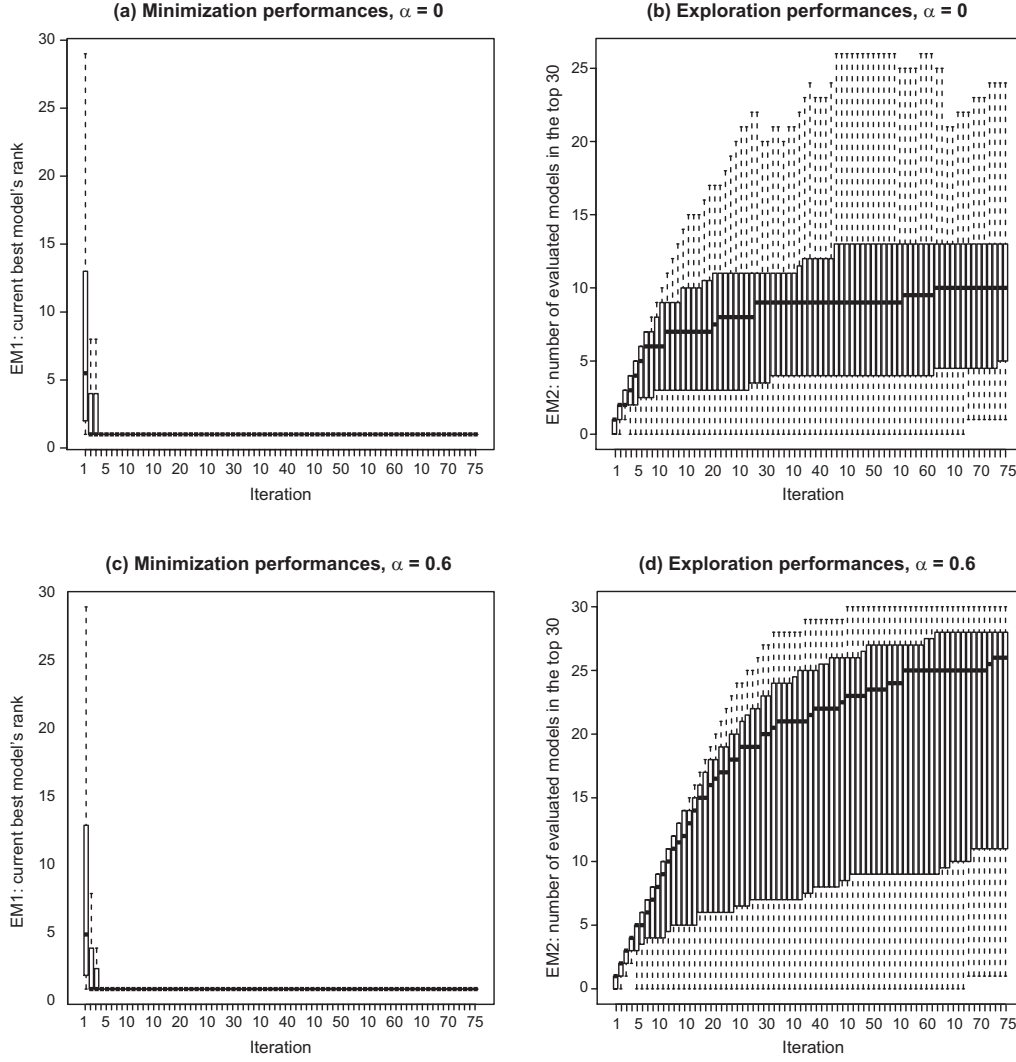 (a) Minimization performances, α = 0
EM1: current best model's rank
30
25
20
15
10
5
0
1 5 10 10 20 10 30 10 40 10 50 10 60 10 70 75
Iteration
(b) Exploration performances, α = 0
EM2: number of evaluated models in the top 30
25
20
15
10
5
0
1 5 10 10 20 10 30 10 40 10 50 10 60 10 70 75
Iteration
(c) Minimization performances, α = 0.6
EM1: current best model's rank
30
25
20
15
10
5
0
1 5 10 10 20 10 30 10 40 10 50 10 60 10 70 75
Iteration
(d) Exploration performances, α = 0.6
EM2: number of evaluated models in the top 30
30
25
20
15
10
5
0
1 5 10 10 20 10 30 10 40 10 50 10 60 10 70 75
Iteration